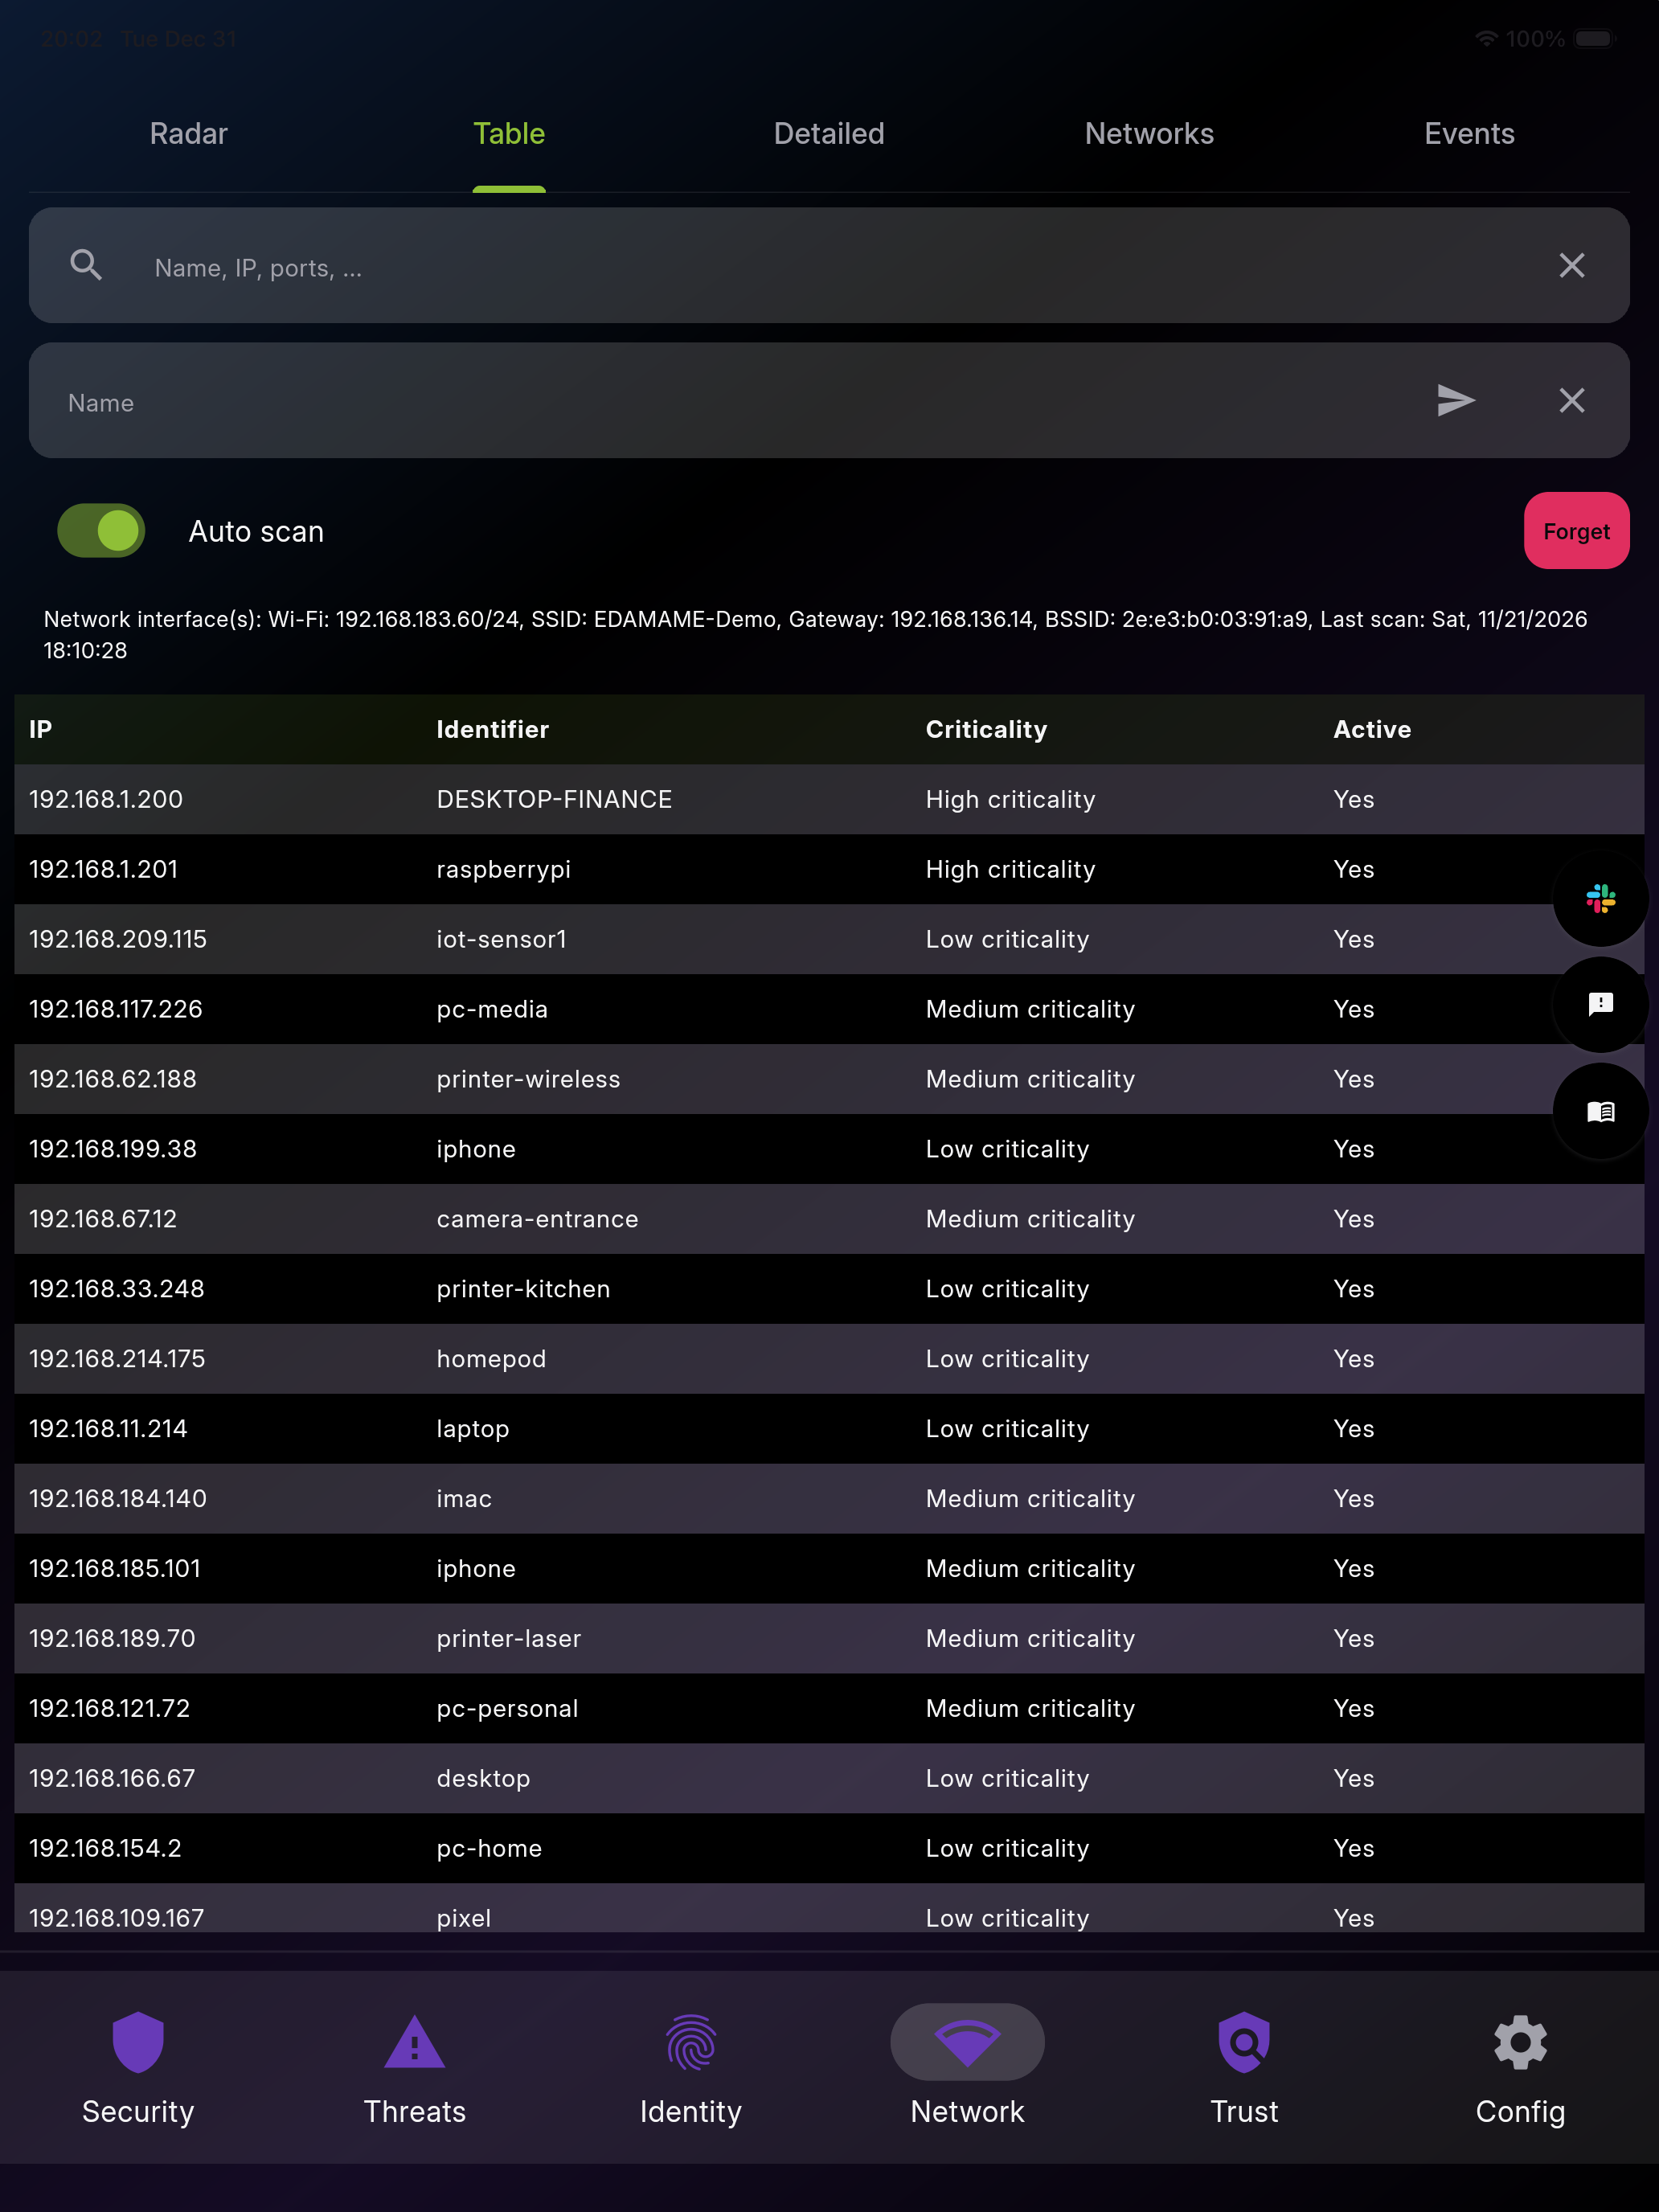 20:02 Tue Dec 31 100%
Radar Table Detailed Networks Events
Name, IP, ports, ...
Name
Auto scan Forget
Network interface(s): Wi-Fi: 192.168.183.60/24, SSID: EDAMAME-Demo, Gateway: 192.168.136.14, BSSID: 2e:e3:b0:03:91:a9, Last scan: Sat, 11/21/2026
18:10:28
IP Identifier Criticality Active
192.168.1.200 DESKTOP-FINANCE High criticality Yes
192.168.1.201 raspberrypi High criticality Yes
192.168.209.115 iot-sensor1 Low criticality Yes
192.168.117.226 pc-media Medium criticality Yes
192.168.62.188 printer-wireless Medium criticality Yes
192.168.199.38 iphone Low criticality Yes
192.168.67.12 camera-entrance Medium criticality Yes
192.168.33.248 printer-kitchen Low criticality Yes
192.168.214.175 homepod Low criticality Yes
192.168.11.214 laptop Low criticality Yes
192.168.184.140 imac Medium criticality Yes
192.168.185.101 iphone Medium criticality Yes
192.168.189.70 printer-laser Medium criticality Yes
192.168.121.72 pc-personal Medium criticality Yes
192.168.166.67 desktop Low criticality Yes
192.168.154.2 pc-home Low criticality Yes
192.168.109.167 pixel Low criticality Yes
Security Threats Identity Network Trust Config